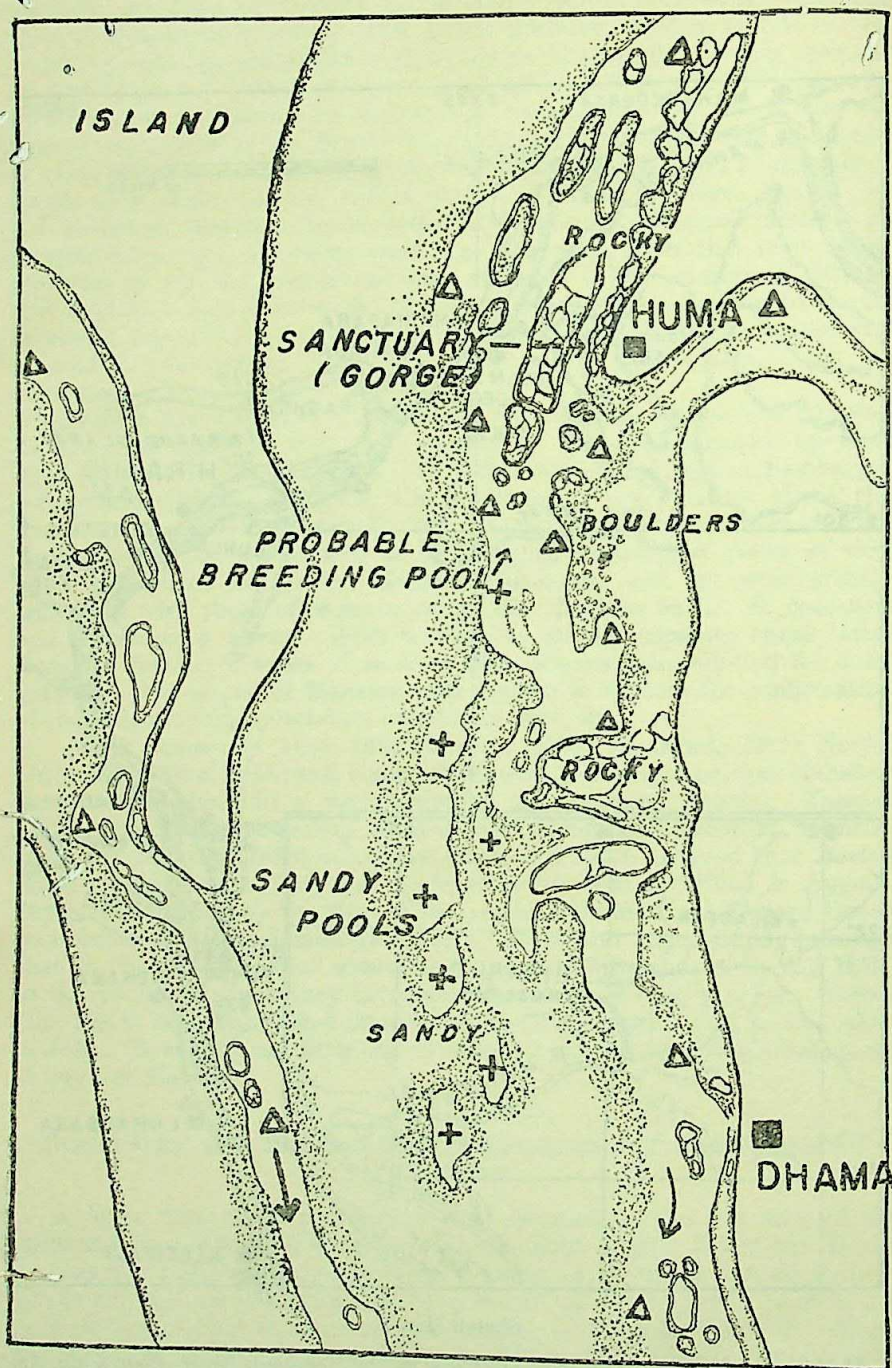 ISLAND
ROCKY
HUMA
SANCTUARY
(GORGE)
BOULDERS
PROBABLE
BREEDING POOL
ROCKY
SANDY
POOLS
SANDY
DHAMA